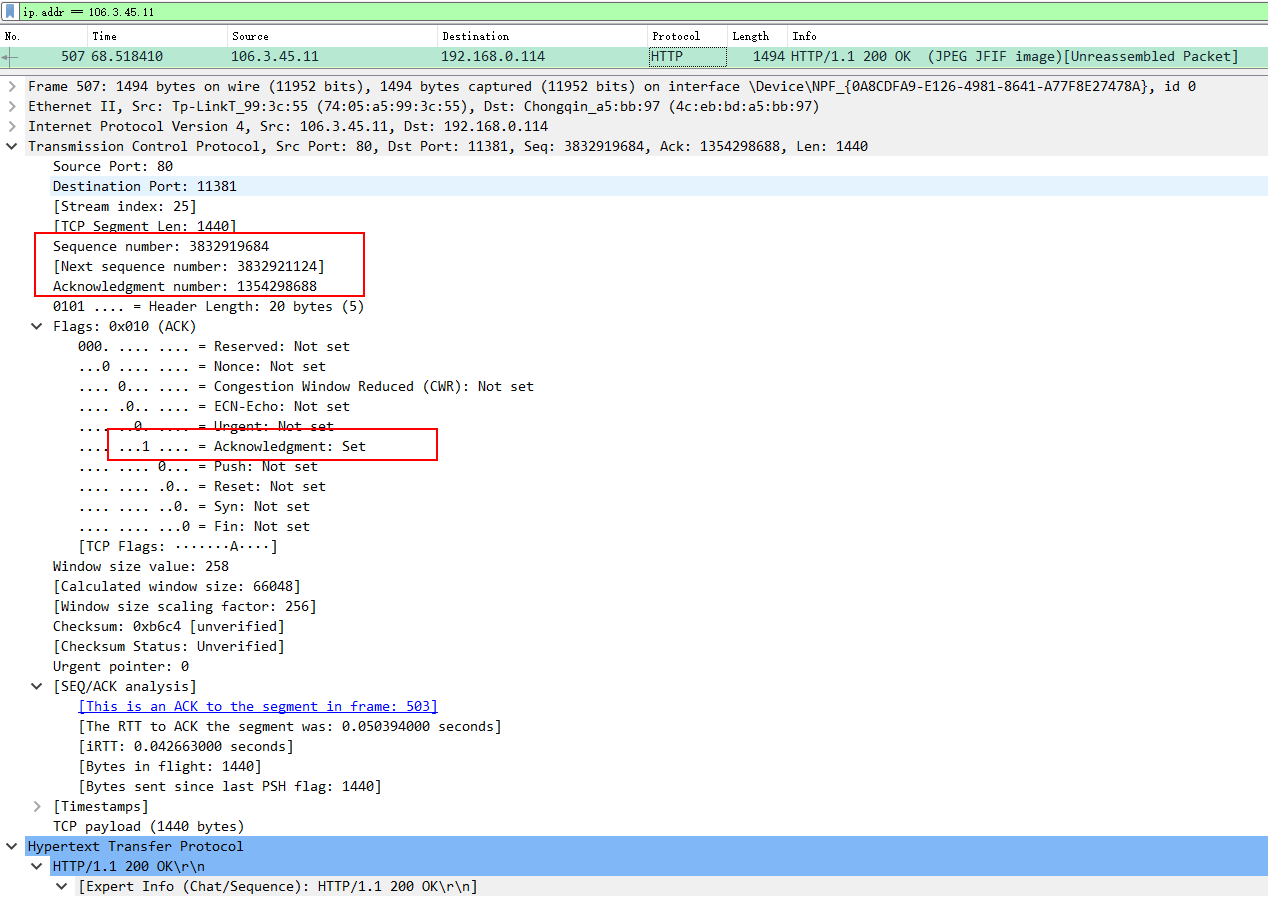 ip.addr == 106.3.45.11
No. Time Source Destination Protocol Length Info
507 68.518410 106.3.45.11 192.168.0.114 HTTP 1494 HTTP/1.1 200 OK (JPEG JFIF image)[Unreassembled Packet]
Frame 507: 1494 bytes on wire (11952 bits), 1494 bytes captured (11952 bits) on interface \Device\NPF_{0A8CDFA9-E126-4981-8641-A77F8E27478A}, id 0
Ethernet II, Src: Tp-LinkT_99:3c:55 (74:05:a5:99:3c:55), Dst: Chongqin_a5:bb:97 (4c:eb:bd:a5:bb:97)
Internet Protocol Version 4, Src: 106.3.45.11, Dst: 192.168.0.114
Transmission Control Protocol, Src Port: 80, Dst Port: 11381, Seq: 3832919684, Ack: 1354298688, Len: 1440
Source Port: 80
Destination Port: 11381
[Stream index: 25]
[TCP Segment Len: 1440]
Sequence number: 3832919684
[Next sequence number: 3832921124]
Acknowledgment number: 1354298688
0101 .... = Header Length: 20 bytes (5)
Flags: 0x010 (ACK)
000. .... .... = Reserved: Not set
...0 .... .... = Nonce: Not set
.... 0... .... = Congestion Window Reduced (CWR): Not set
.... .0.. .... = ECN-Echo: Not set
.... ..0. .... = Urgent: Not set
.... ...1 .... = Acknowledgment: Set
.... .... 0... = Push: Not set
.... .... .0.. = Reset: Not set
.... .... ..0. = Syn: Not set
.... .... ...0 = Fin: Not set
[TCP Flags: ·······A····]
Window size value: 258
[Calculated window size: 66048]
[Window size scaling factor: 256]
Checksum: 0xb6c4 [unverified]
[Checksum Status: Unverified]
Urgent pointer: 0
[SEQ/ACK analysis]
[This is an ACK to the segment in frame: 503]
[The RTT to ACK the segment was: 0.050394000 seconds]
[iRTT: 0.042663000 seconds]
[Bytes in flight: 1440]
[Bytes sent since last PSH flag: 1440]
[Timestamps]
TCP payload (1440 bytes)
Hypertext Transfer Protocol
HTTP/1.1 200 OK\r\n
[Expert Info (Chat/Sequence): HTTP/1.1 200 OK\r\n]